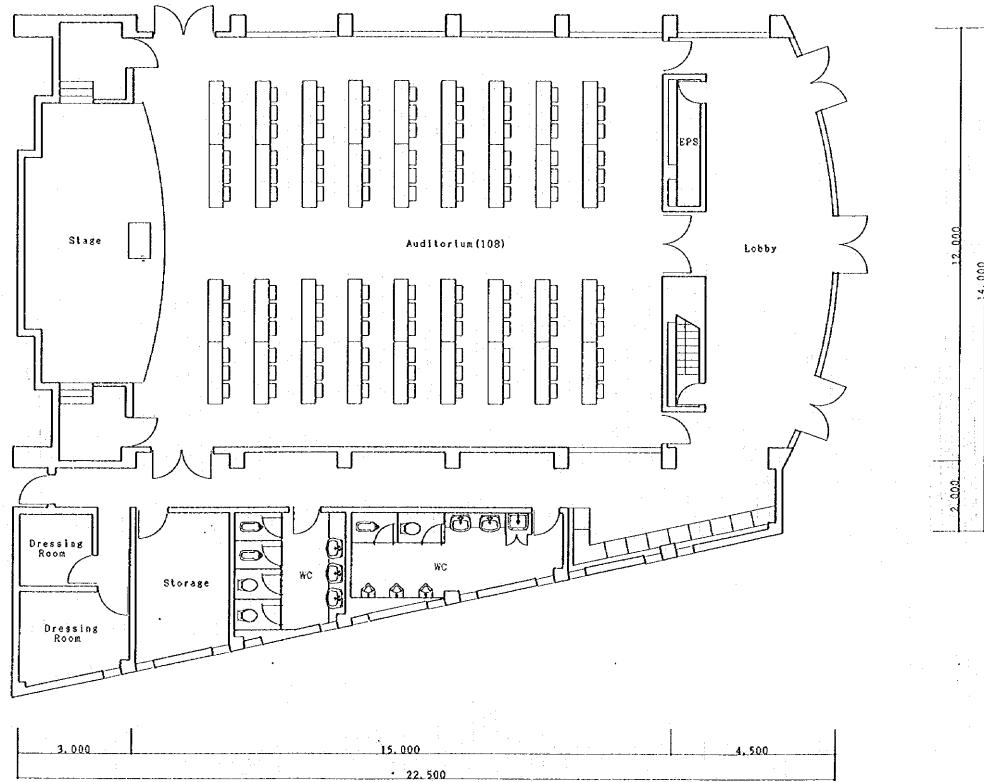 Stage
Auditorium(108)
EPS
Lobby
Dressing
Room
Dressing
Room
Storage
WC
WC
12.000
14.000
2.000
3.000
15.000
4.500
22.500